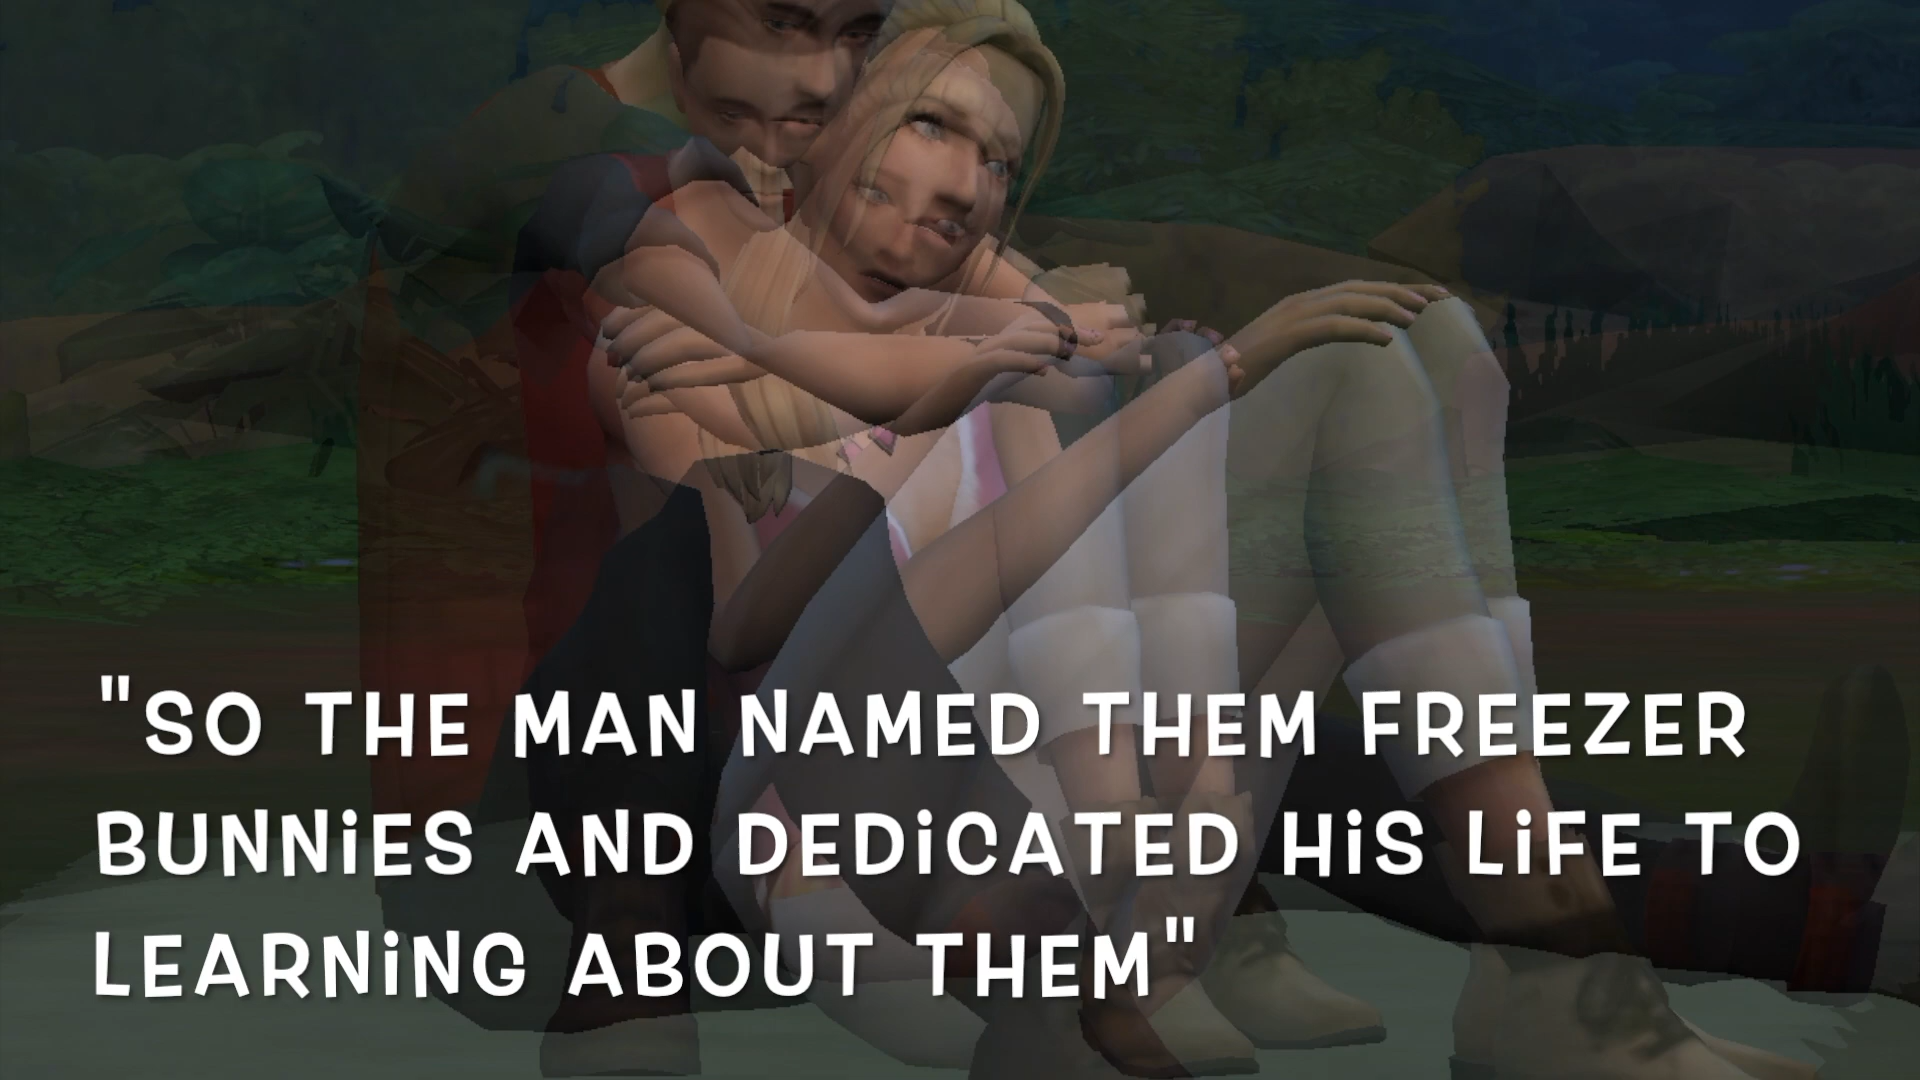 "SO THE MAN NAMED THEM FREEZER
BUNNiES AND DEDiCATED HiS LiFE TO
LEARNiNG ABOUT THEM"